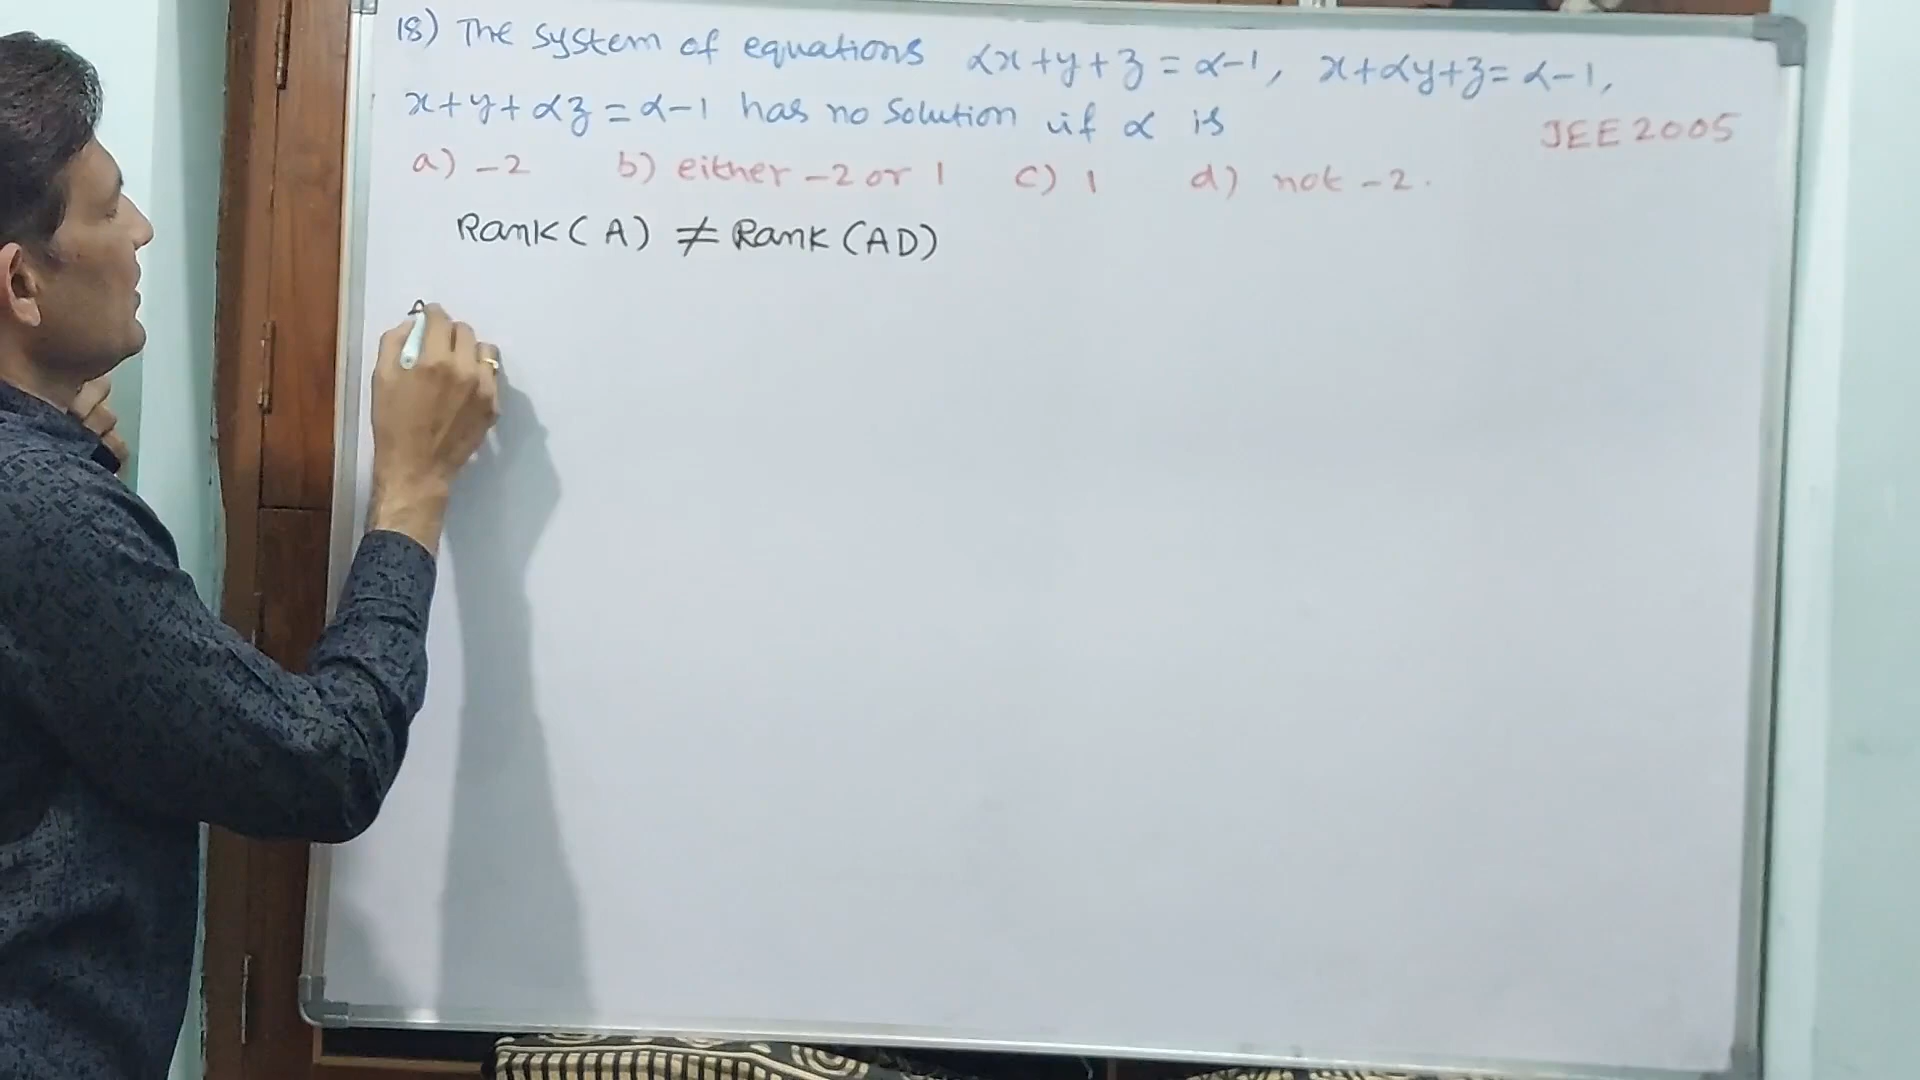 18) The system of equations αx+y+z = α-1, x+αy+z= α-1,
x+y+αz = α-1 has no solution if α is
JEE 2005
a) -2 b) either -2 or 1 c) 1 d) not -2.
Rank(A) ≠ Rank(AD)